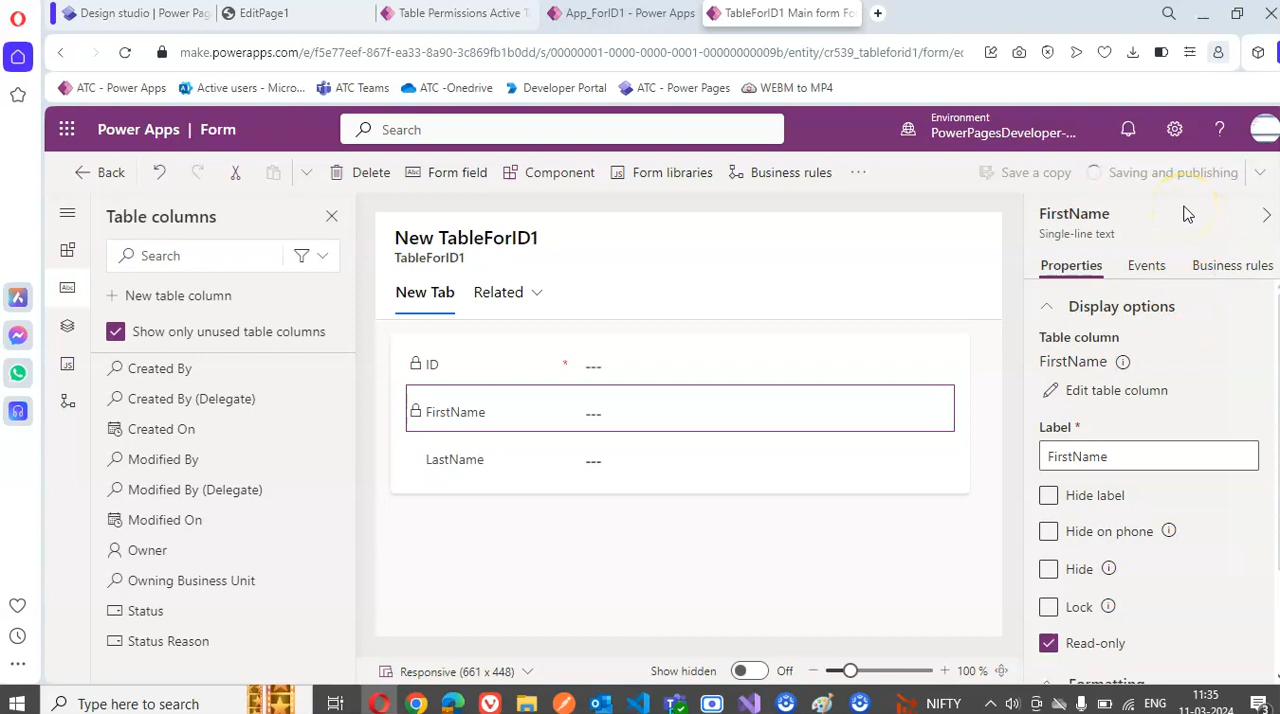 Design studio | Power Pag
EditPage1
Table Permissions Active T
App_ForID1 - Power Apps
TableForID1 Main form Fo
make.powerapps.com/e/f5e77eef-867f-ea33-8a90-3c869fb1b0dd/s/00000001-0000-0000-0001-00000000009b/entity/cr539_tableforid1/form/ec
ATC - Power Apps
Active users - Micro...
ATC Teams
ATC -Onedrive
Developer Portal
ATC - Power Pages
WEBM to MP4
Power Apps | Form
Search
Environment
PowerPagesDeveloper-...
Back
Delete
Form field
Component
Form libraries
Business rules
Save a copy
Saving and publishing
Table columns
Search
New table column
Show only unused table columns
Created By
Created By (Delegate)
Created On
Modified By
Modified By (Delegate)
Modified On
Owner
Owning Business Unit
Status
Status Reason
New TableForID1
TableForID1
New Tab
Related
ID * ---
FirstName ---
LastName ---
Responsive (661 x 448)
Show hidden
Off
100 %
FirstName
Single-line text
Properties
Events
Business rules
Display options
Table column
FirstName
Edit table column
Label *
FirstName
Hide label
Hide on phone
Hide
Lock
Read-only
Formatting
Type here to search
NIFTY
ENG
11:35
11-03-2024